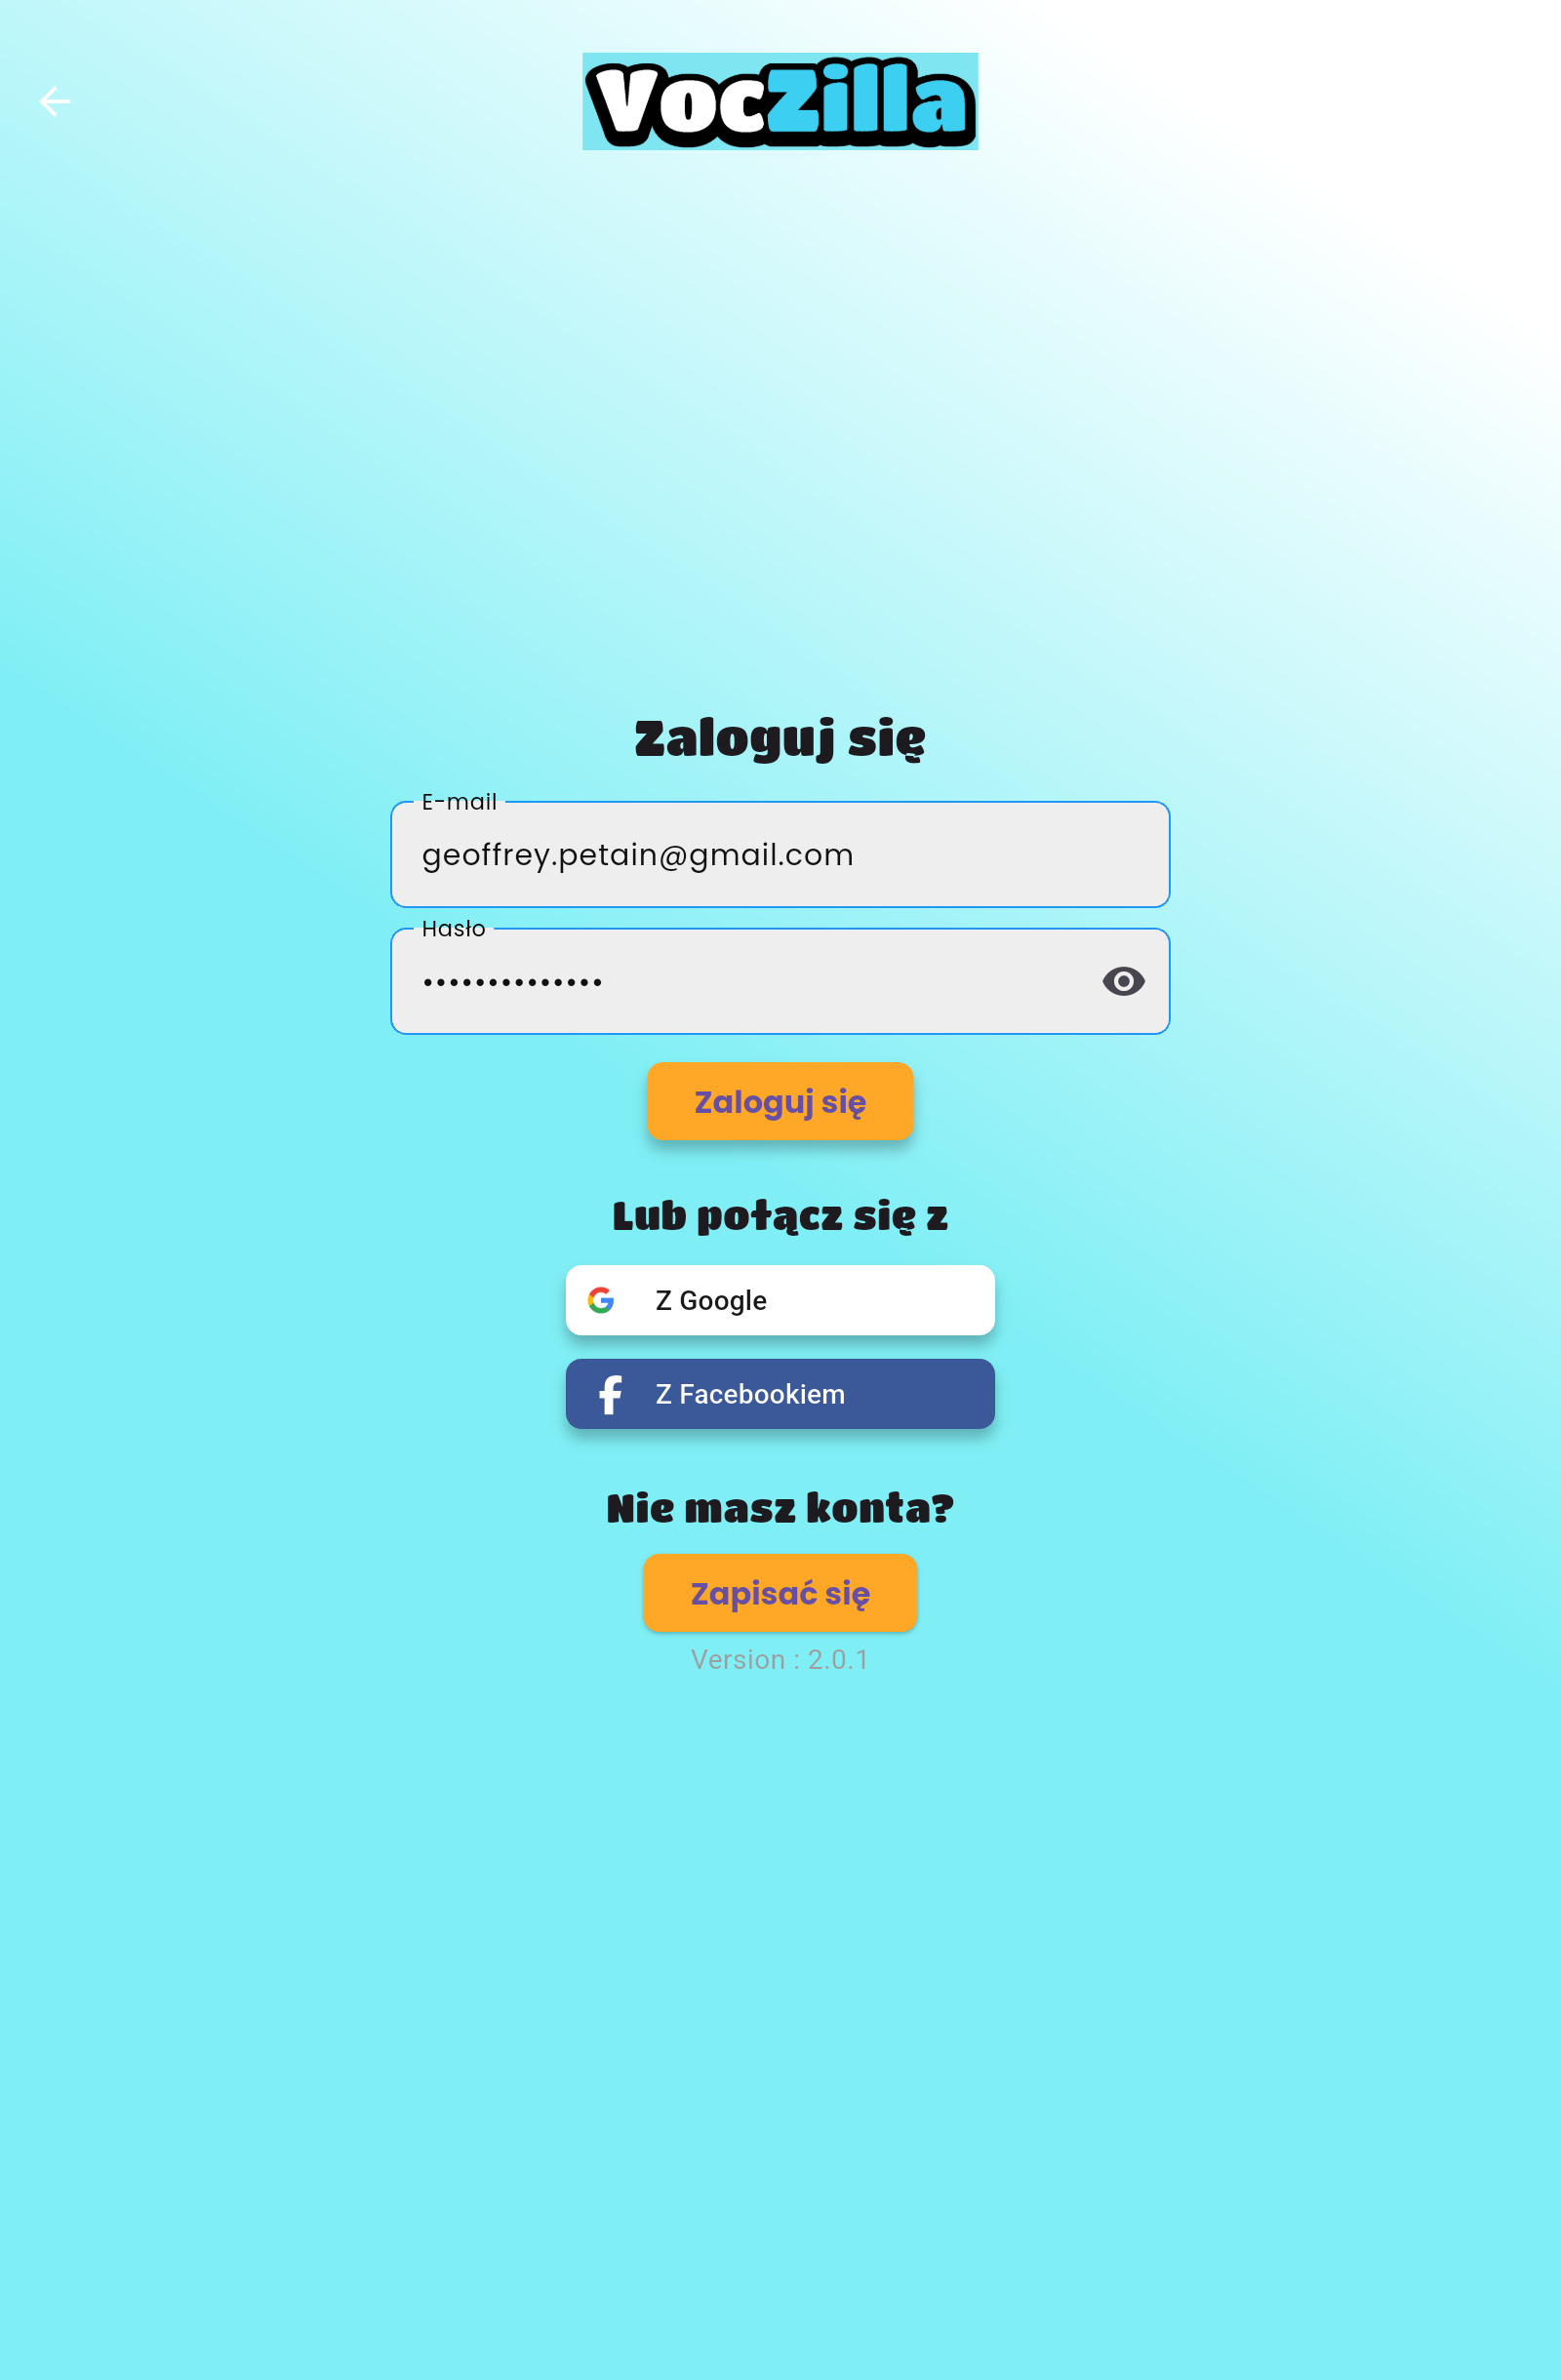 VocZilla
Zaloguj się
E-mail
geoffrey.petain@gmail.com
Hasło
••••••••••••••
Zaloguj się
Lub połącz się z
Z Google
Z Facebookiem
Nie masz konta?
Zapisać się
Version : 2.0.1